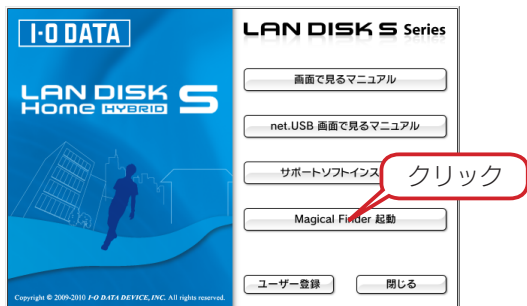 I-O DATA
LAN DISK S Series
LAN DISK S
Home HYBRID
画面で見るマニュアル
net.USB 画面で見るマニュアル
サポートソフトインス
クリック
Magical Finder 起動
ユーザー登録
閉じる
Copyright © 2009-2010 I-O DATA DEVICE, INC. All rights reserved.